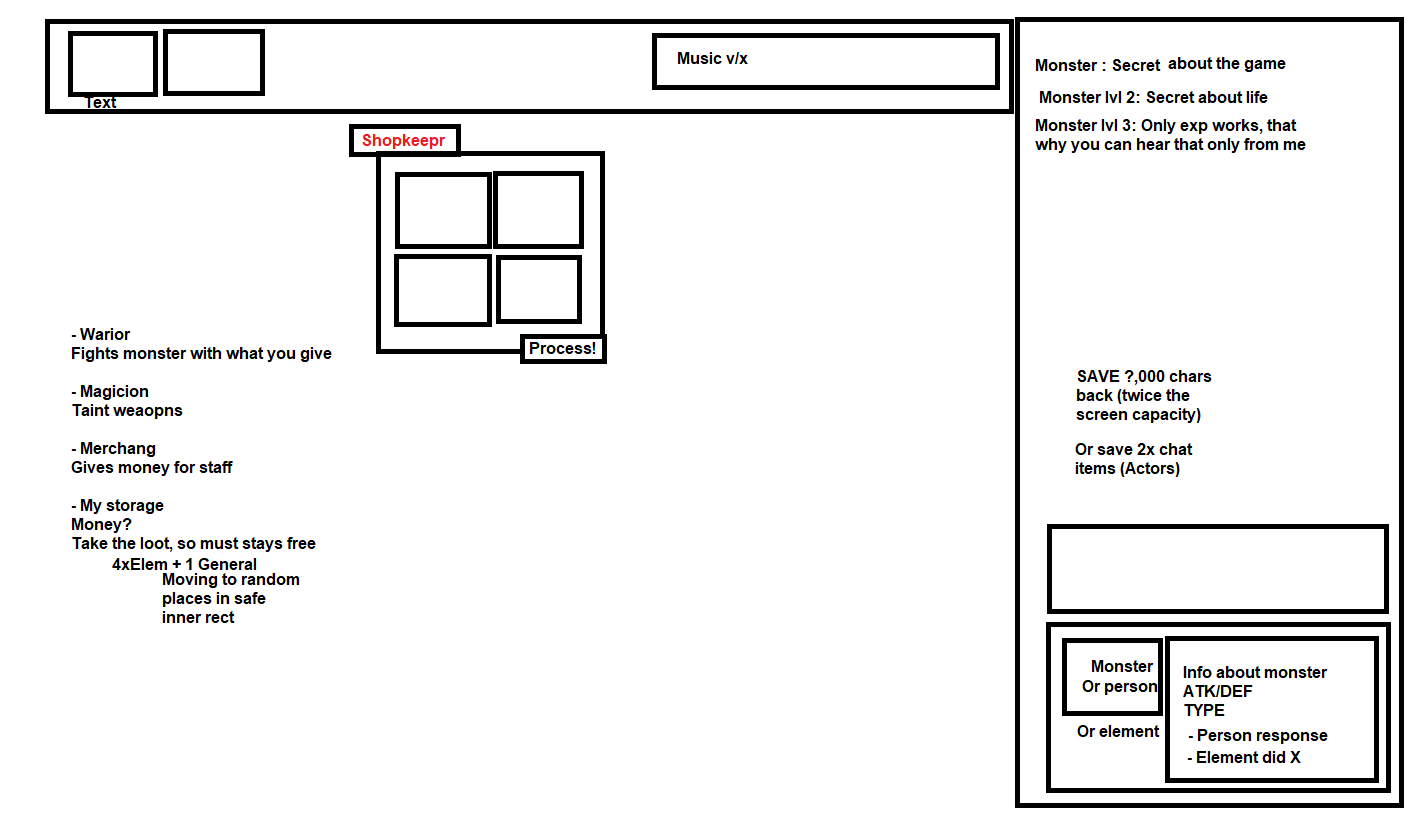 Text
Music v/x
Shopkeepr
Process!
- Warior
Fights monster with what you give
- Magicion
Taint weaopns
- Merchang
Gives money for staff
- My storage
Money?
Take the loot, so must stays free
4xElem + 1 General
Moving to random
places in safe
inner rect
Monster : Secret about the game
Monster lvl 2: Secret about life
Monster lvl 3: Only exp works, that
why you can hear that only from me
SAVE ?,000 chars
back (twice the
screen capacity)
Or save 2x chat
items (Actors)
Monster
Or person
Or element
Info about monster
ATK/DEF
TYPE
- Person response
- Element did X